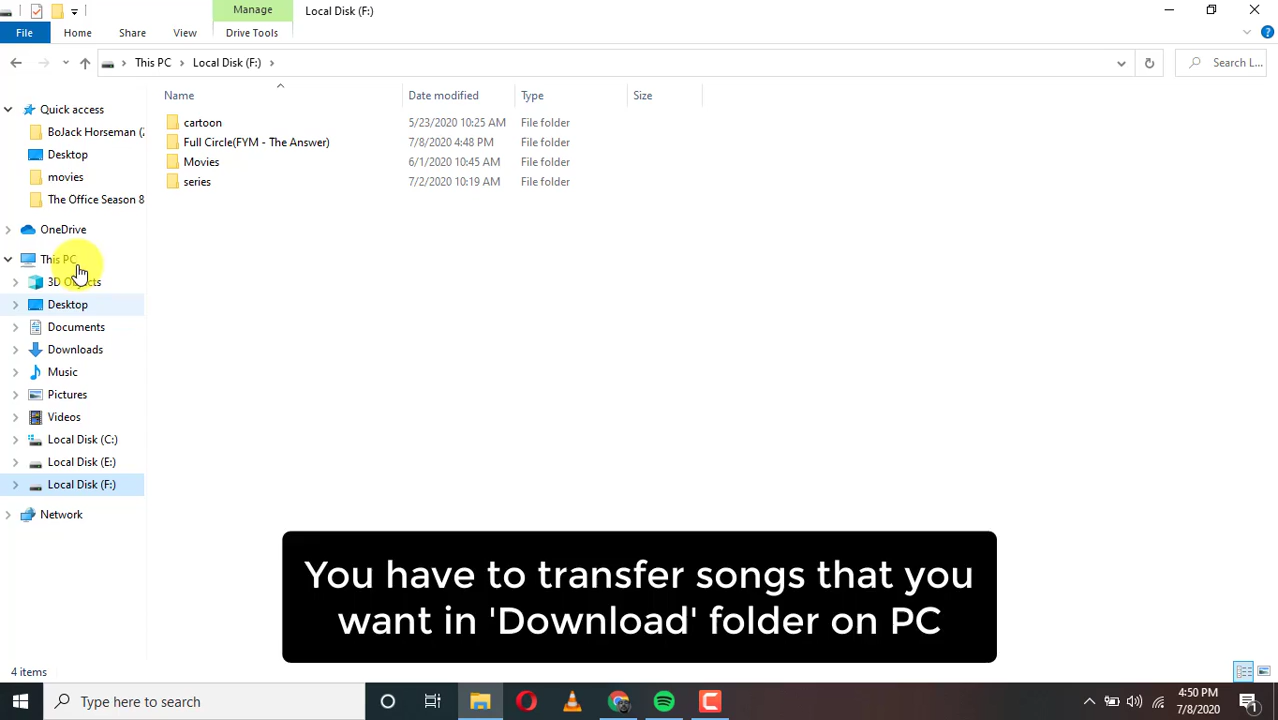 Manage
Local Disk (F:)
File
Home
Share
View
Drive Tools
This PC
Local Disk (F:)
Search L...
Name
Date modified
Type
Size
cartoon
5/23/2020 10:25 AM
File folder
Full Circle(FYM - The Answer)
7/8/2020 4:48 PM
File folder
Movies
6/1/2020 10:45 AM
File folder
series
7/2/2020 10:19 AM
File folder
Quick access
BoJack Horseman (2
Desktop
movies
The Office Season 8
OneDrive
This PC
3D Objects
Desktop
Documents
Downloads
Music
Pictures
Videos
Local Disk (C:)
Local Disk (E:)
Local Disk (F:)
Network
You have to transfer songs that you
want in 'Download' folder on PC
4 items
Type here to search
4:50 PM
7/8/2020
1